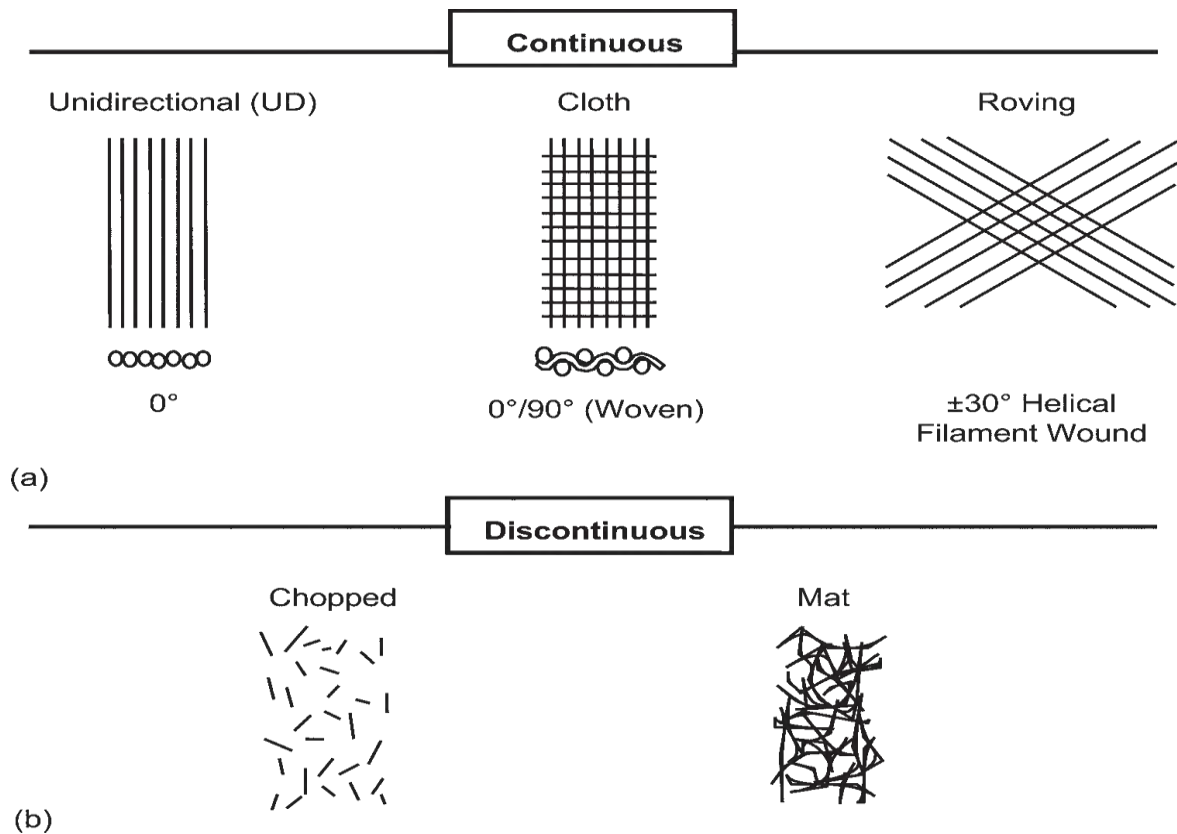 Continuous
Unidirectional (UD)
Cloth
Roving
0°
0°/90° (Woven)
±30° Helical
Filament Wound
(a)
Discontinuous
Chopped
Mat
(b)